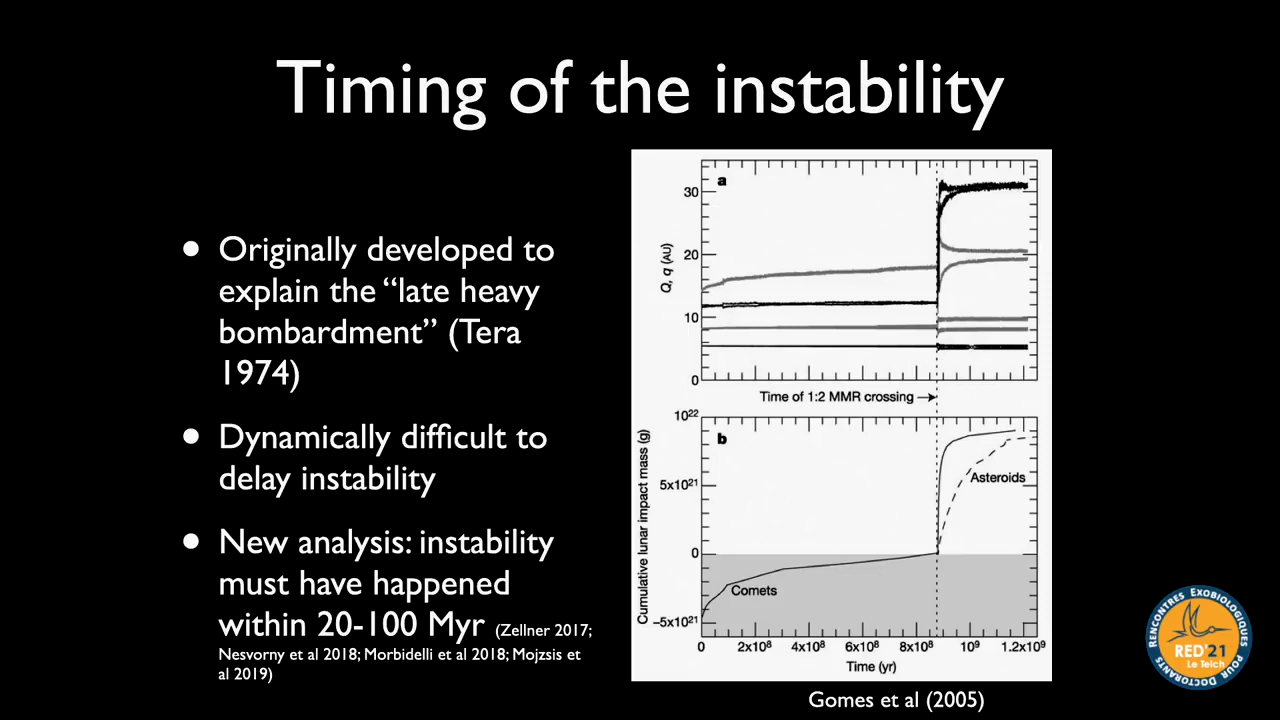 Timing of the instability
• Originally developed to
explain the “late heavy
bombardment” (Tera
1974)
• Dynamically difficult to
delay instability
• New analysis: instability
must have happened
within 20-100 Myr (Zellner 2017;
Nesvorny et al 2018; Morbidelli et al 2018; Mojzsis et
al 2019)
a
Q, q (AU)
30
20
10
0
Time of 1:2 MMR crossing →
b
Cumulative lunar impact mass (g)
10²²
5x10²¹
0
–5x10²¹
Asteroids
Comets
0 2x10⁸ 4x10⁸ 6x10⁸ 8x10⁸ 10⁹ 1.2x10⁹
Time (yr)
Gomes et al (2005)
RENCONTRES EXOBIOLOGIQUES POUR DOCTORANTS
RED'21
Le Teich